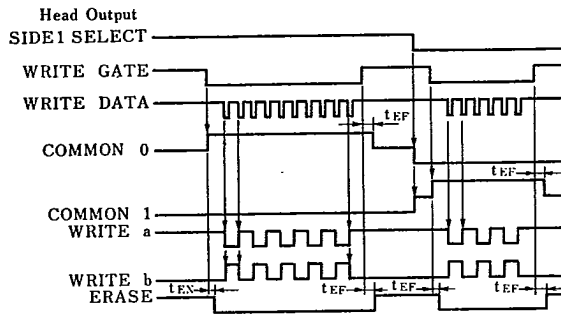 Head Output
SIDE1 SELECT
WRITE GATE
WRITE DATA
tEF
COMMON 0
tEF
tEF
COMMON 1
WRITE a
WRITE b
tEN
tEF
tEF
tEF
ERASE